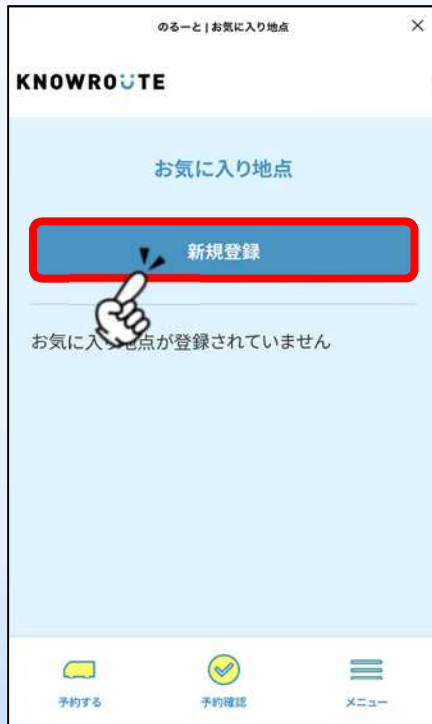 のるーと | お気に入り地点
KNOWROUTE
お気に入り地点
新規登録
お気に入り地点が登録されていません
予約する
予約確認
メニュー